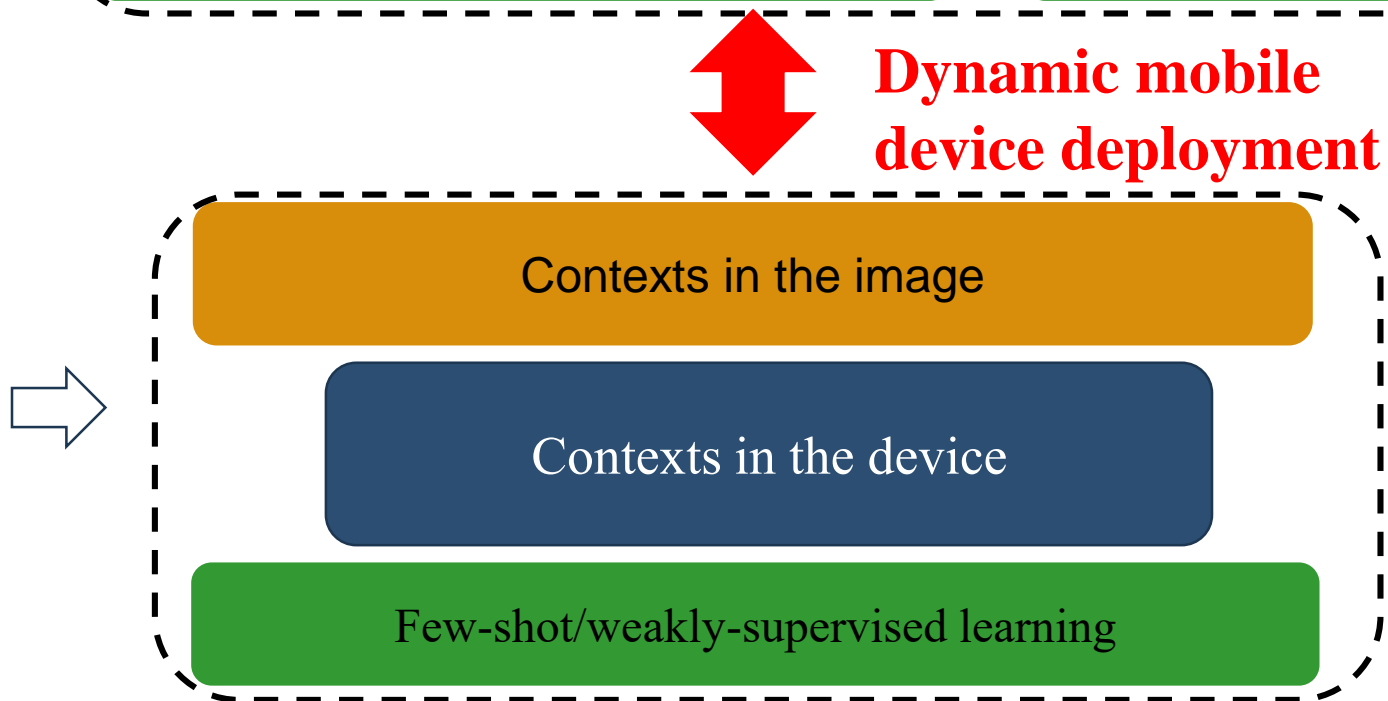 Dynamic mobile
device deployment
Contexts in the image
Contexts in the device
Few-shot/weakly-supervised learning